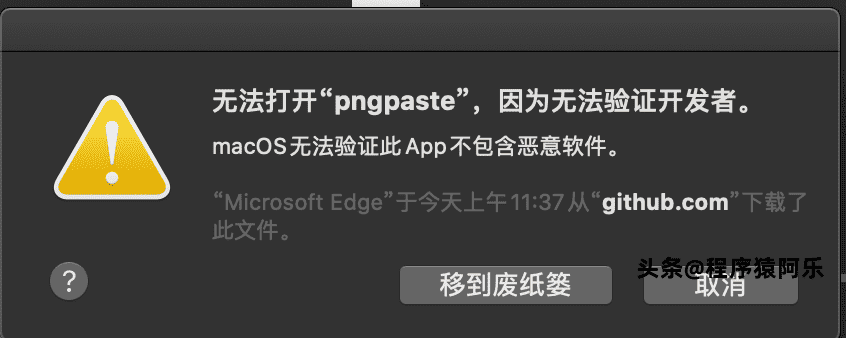 无法打开“pngpaste”，因为无法验证开发者。
macOS无法验证此App不包含恶意软件。
“Microsoft Edge”于今天上午11:37从“github.com”下载了
此文件。
?
移到废纸篓
取消
头条@程序猿阿乐